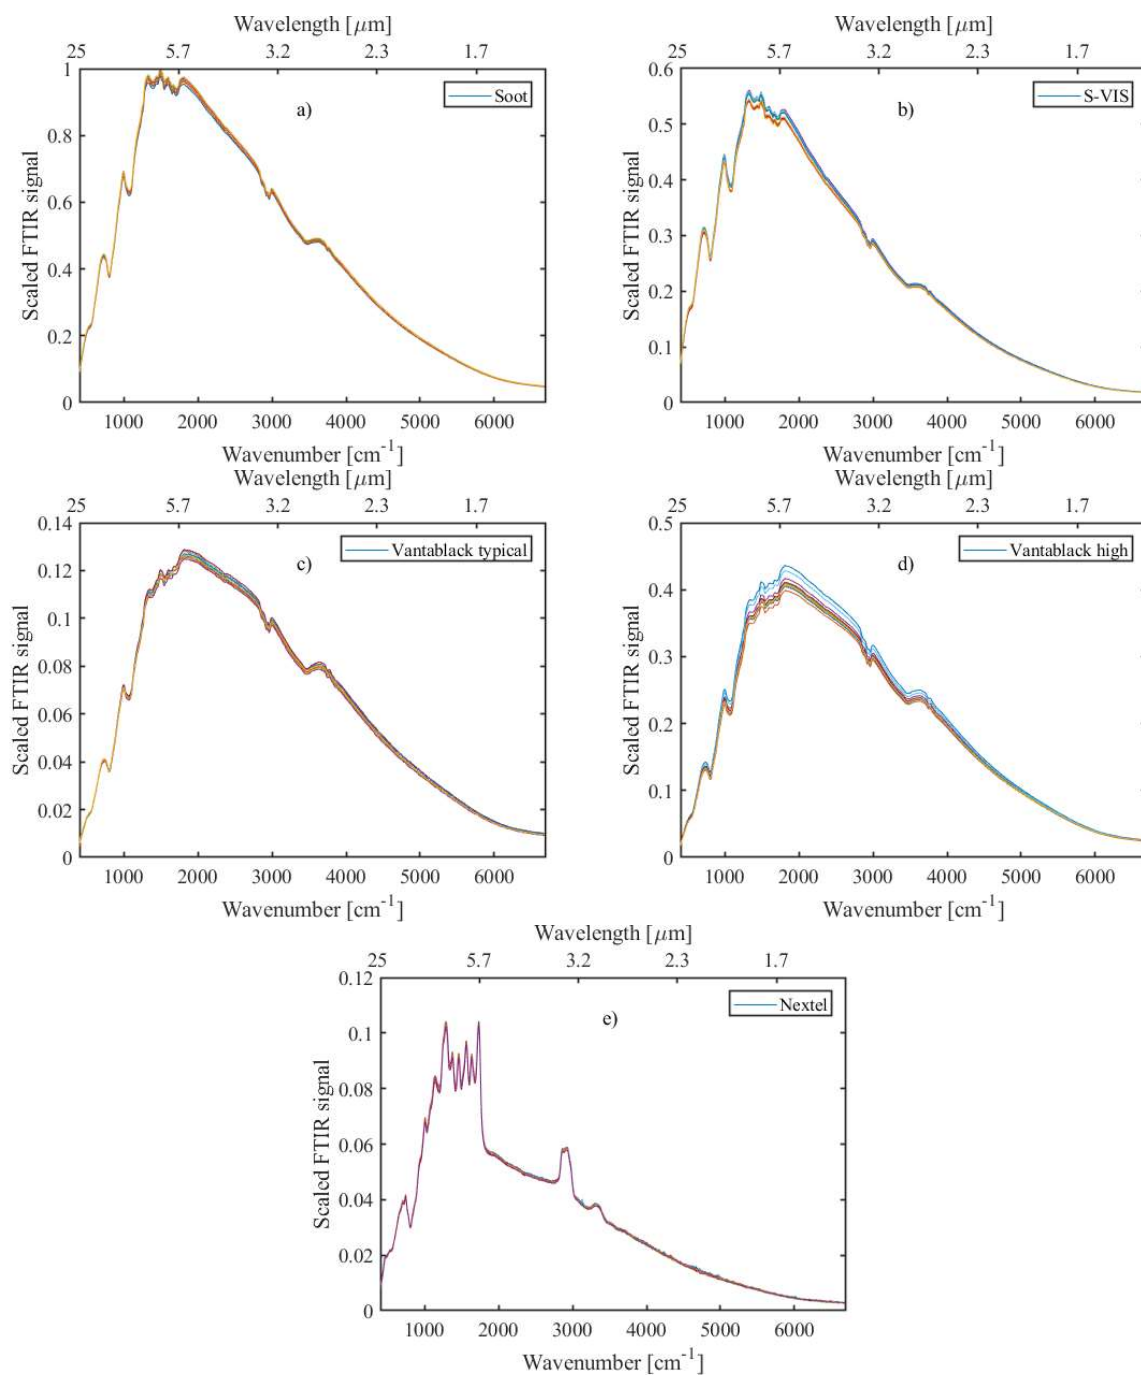 Wavelength [μm]
25 5.7 3.2 2.3 1.7
1
0.8
0.6
0.4
0.2
0
Scaled FTIR signal
a)
Soot
1000 2000 3000 4000 5000 6000
Wavenumber [cm-1]
Wavelength [μm]
25 5.7 3.2 2.3 1.7
0.6
0.5
0.4
0.3
0.2
0.1
0
Scaled FTIR signal
b)
S-VIS
1000 2000 3000 4000 5000 6000
Wavenumber [cm-1]
Wavelength [μm]
25 5.7 3.2 2.3 1.7
0.14
0.12
0.1
0.08
0.06
0.04
0.02
0
Scaled FTIR signal
c)
Vantablack typical
1000 2000 3000 4000 5000 6000
Wavenumber [cm-1]
Wavelength [μm]
25 5.7 3.2 2.3 1.7
0.5
0.4
0.3
0.2
0.1
0
Scaled FTIR signal
d)
Vantablack high
1000 2000 3000 4000 5000 6000
Wavenumber [cm-1]
Wavelength [μm]
25 5.7 3.2 2.3 1.7
0.12
0.1
0.08
0.06
0.04
0.02
0
Scaled FTIR signal
e)
Nextel
1000 2000 3000 4000 5000 6000
Wavenumber [cm-1]